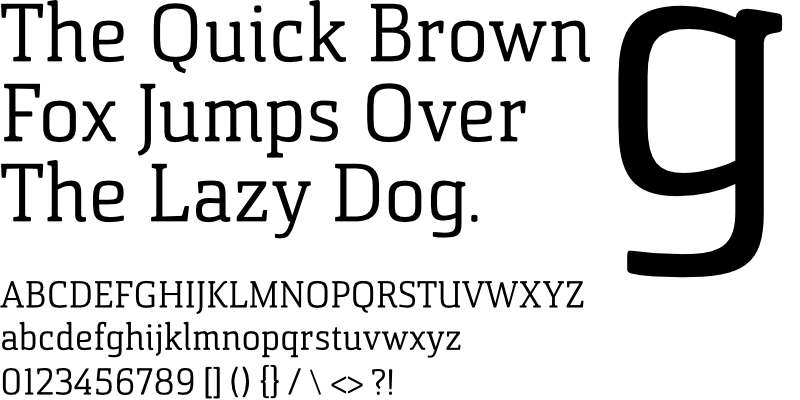 The Quick Brown
Fox Jumps Over
The Lazy Dog.
g
ABCDEFGHIJKLMNOPQRSTUVWXYZ
abcdefghijklmnopqrstuvwxyz
0123456789 [] () {} / \ <> ?!